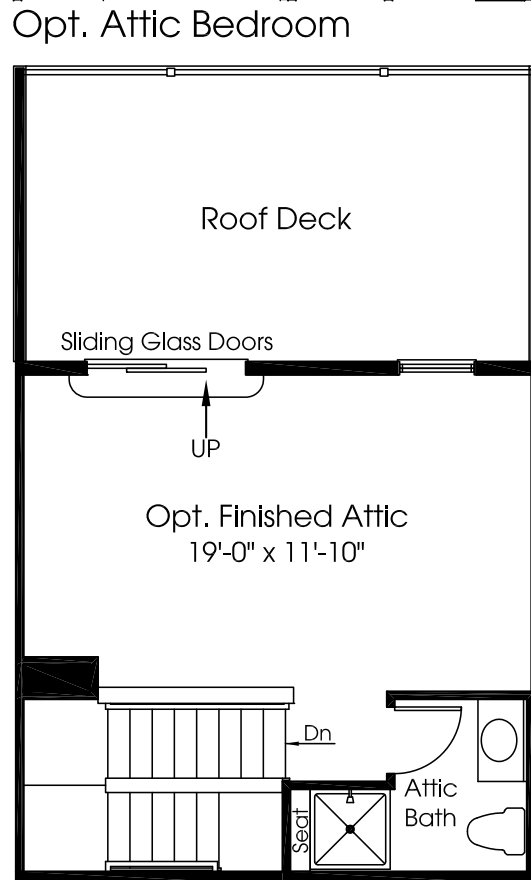 Opt. Attic Bedroom
Roof Deck
Sliding Glass Doors
UP
Opt. Finished Attic
19'-0" x 11'-10"
Dn
Attic
Bath
Seat